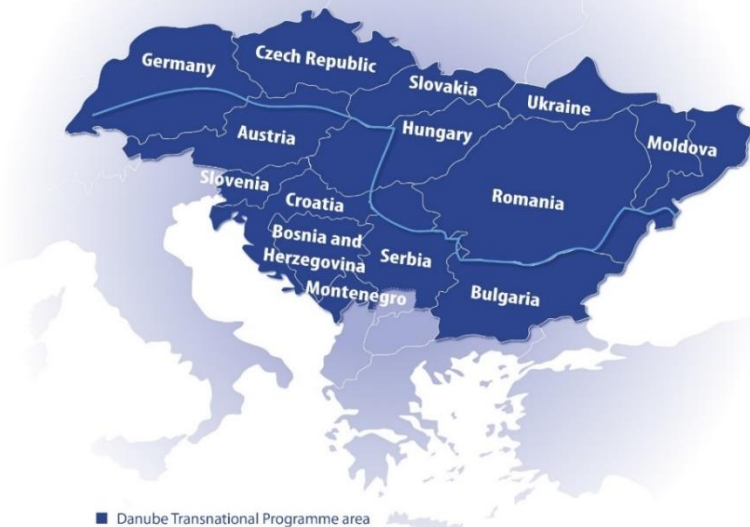 Germany
Czech Republic
Slovakia
Ukraine
Austria
Hungary
Moldova
Slovenia
Croatia
Romania
Bosnia and
Herzegovina
Serbia
Montenegro
Bulgaria
Danube Transnational Programme area